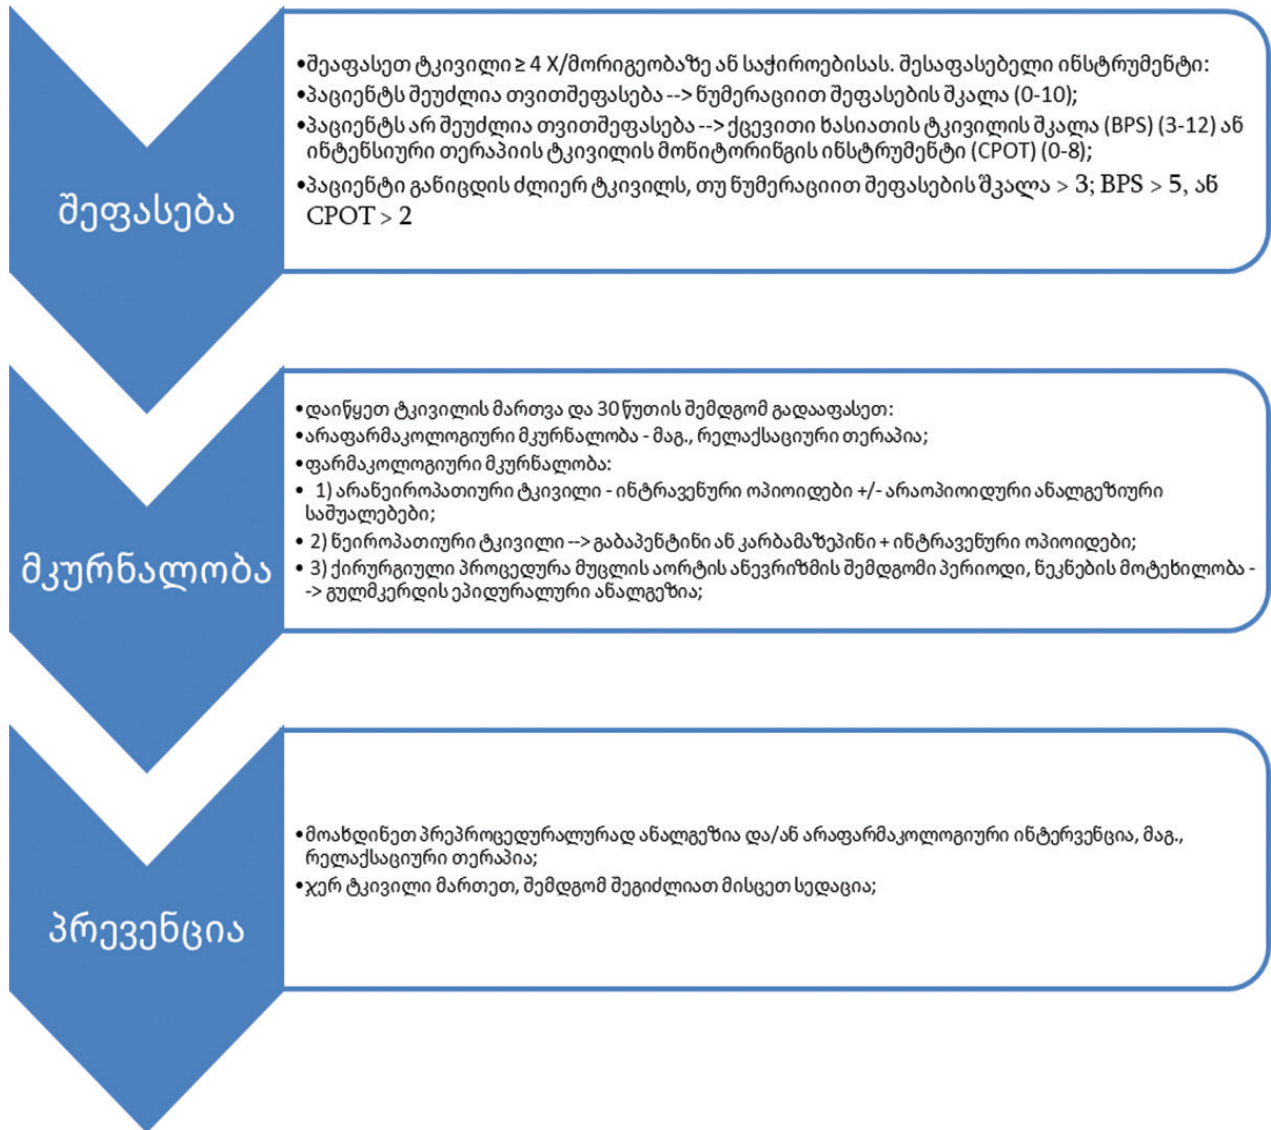 შეფასება
•შეაფასეთ ტკივილი ≥ 4 X/მორიგეობაზე ან საჭიროებისას. შესაფასებელი ინსტრუმენტი:
•პაციენტს შეუძლია თვითშეფასება --> ნუმერაციით შეფასების შკალა (0-10);
•პაციენტს არ შეუძლია თვითშეფასება --> ქცევითი ხასიათის ტკივილის შკალა (BPS) (3-12) ან
ინტენსიური თერაპიის ტკივილის მონიტორინგის ინსტრუმენტი (CPOT) (0-8);
•პაციენტი განიცდის ძლიერ ტკივილს, თუ ნუმერაციით შეფასების შკალა > 3; BPS > 5, ან
CPOT > 2
მკურნალობა
•დაიწყეთ ტკივილის მართვა და 30 წუთის შემდგომ გადააფასეთ:
•არაფარმაკოლოგიური მკურნალობა - მაგ., რელაქსაციური თერაპია;
•ფარმაკოლოგიური მკურნალობა:
• 1) არანეიროპათიური ტკივილი - ინტრავენური ოპიოიდები +/- არაოპიოიდური ანალგეზიური
საშუალებები;
• 2) ნეიროპათიური ტკივილი --> გაბაპენტინი ან კარბამაზეპინი + ინტრავენური ოპიოიდები;
• 3) ქირურგიული პროცედურა მუცლის აორტის ანევრიზმის შემდგომი პერიოდი, ნეკნების მოტეხილობა -
-> გულმკერდის ეპიდურალური ანალგეზია;
პრევენცია
•მოახდინეთ პრეპროცედურალურად ანალგეზია და/ან არაფარმაკოლოგიური ინტერვენცია, მაგ.,
რელაქსაციური თერაპია;
•ჯერ ტკივილი მართეთ, შემდგომ შეგიძლიათ მისცეთ სედაცია;